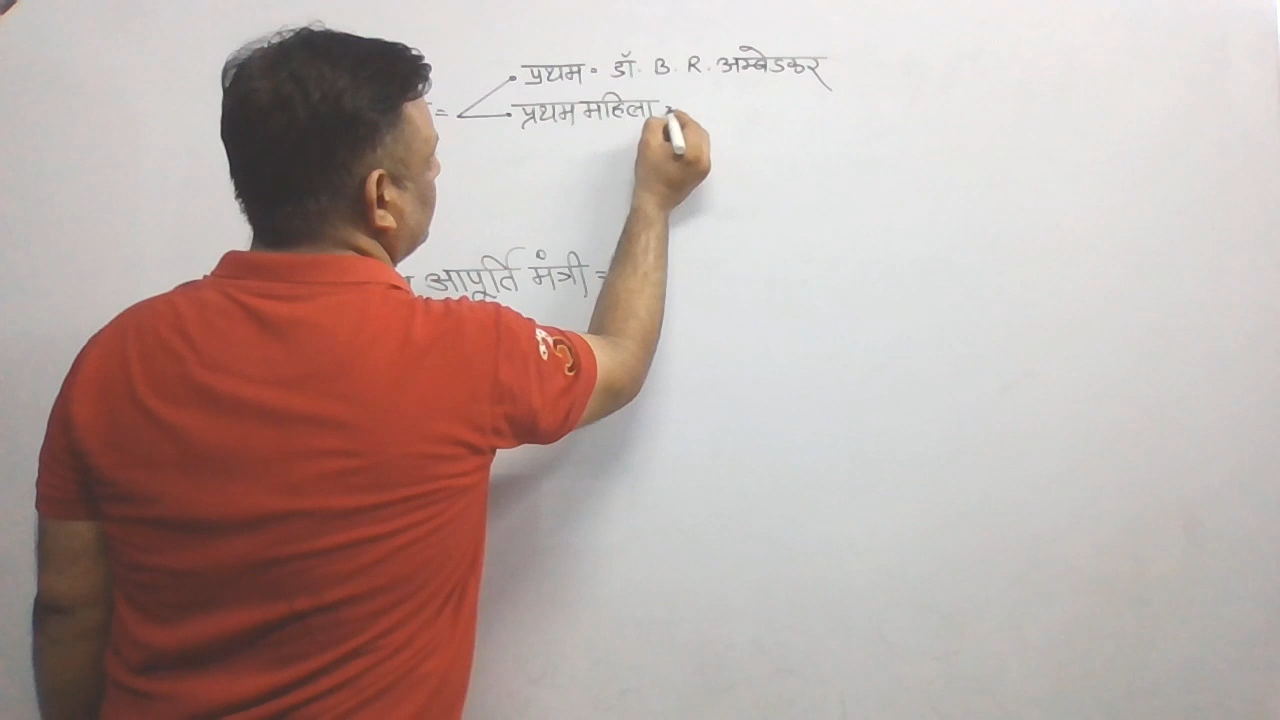 = प्रथम - डॉ. B. R. अम्बेडकर
प्रथम महिला
आपूर्ति मंत्री =